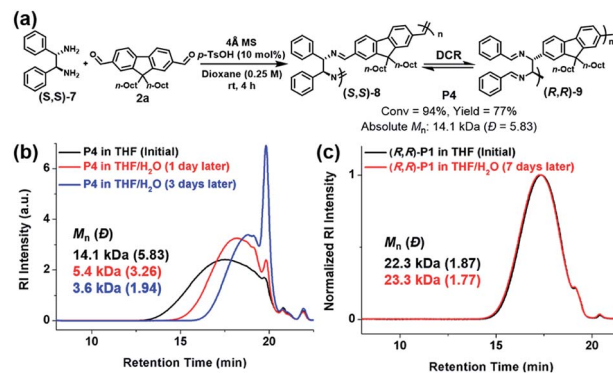 (a)
NH₂
NH₂
(S,S)-7
+
O
O
n-Oct
n-Oct
2a
4Å MS
p-TsOH (10 mol%)
Dioxane (0.25 M)
rt, 4 h
N
N
n-Oct
n-Oct
n
(S,S)-8
DCR
P4
N
N
n-Oct
n-Oct
n
(R,R)-9
Conv = 94%, Yield = 77%
Absolute Mn: 14.1 kDa (Đ = 5.83)
(b)
P4 in THF (Initial)
P4 in THF/H₂O (1 day later)
P4 in THF/H₂O (3 days later)
Mn (Đ)
14.1 kDa (5.83)
5.4 kDa (3.26)
3.6 kDa (1.94)
RI Intensity (a.u.)
6
4
2
0
10
15
20
Retention Time (min)
(c)
(R,R)-P1 in THF (Initial)
(R,R)-P1 in THF/H₂O (7 days later)
Mn (Đ)
22.3 kDa (1.87)
23.3 kDa (1.77)
Normalized RI Intensity
1
0
10
15
20
Retention Time (min)